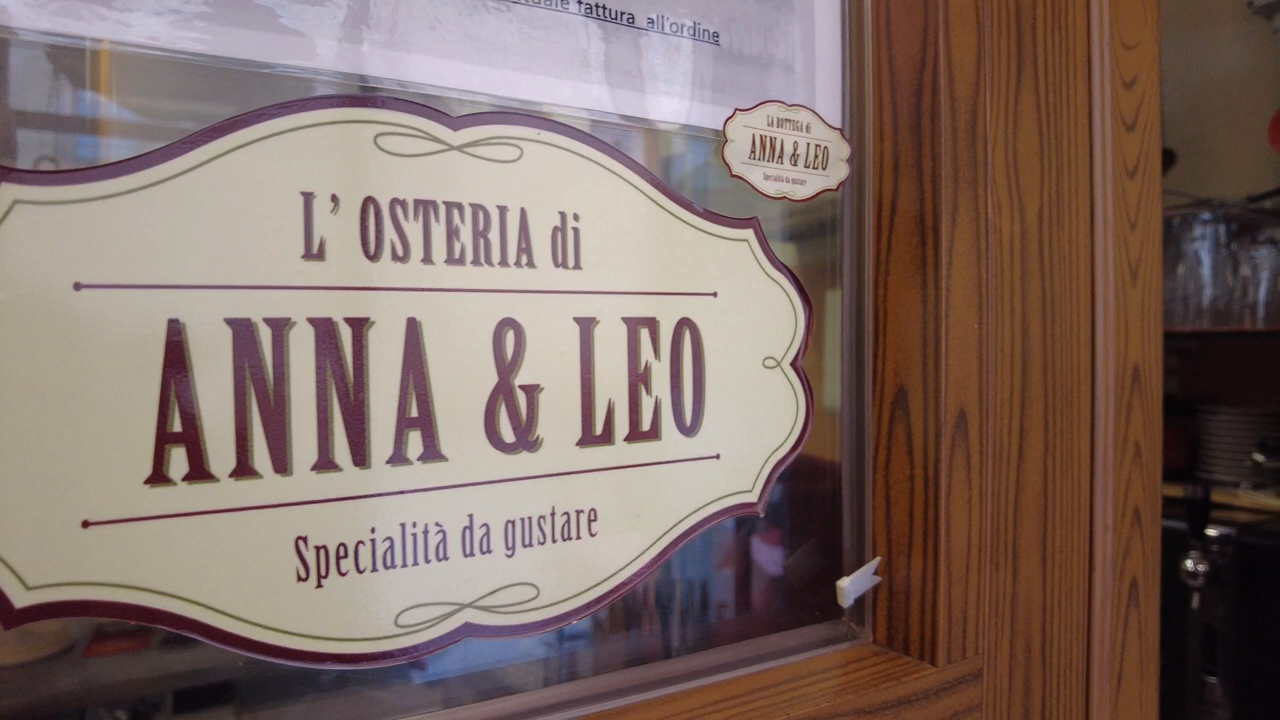 fattura all'ordine
LA BOTTEGA di
ANNA & LEO
Specialità da gustare
L' OSTERIA di
ANNA & LEO
Specialità da gustare